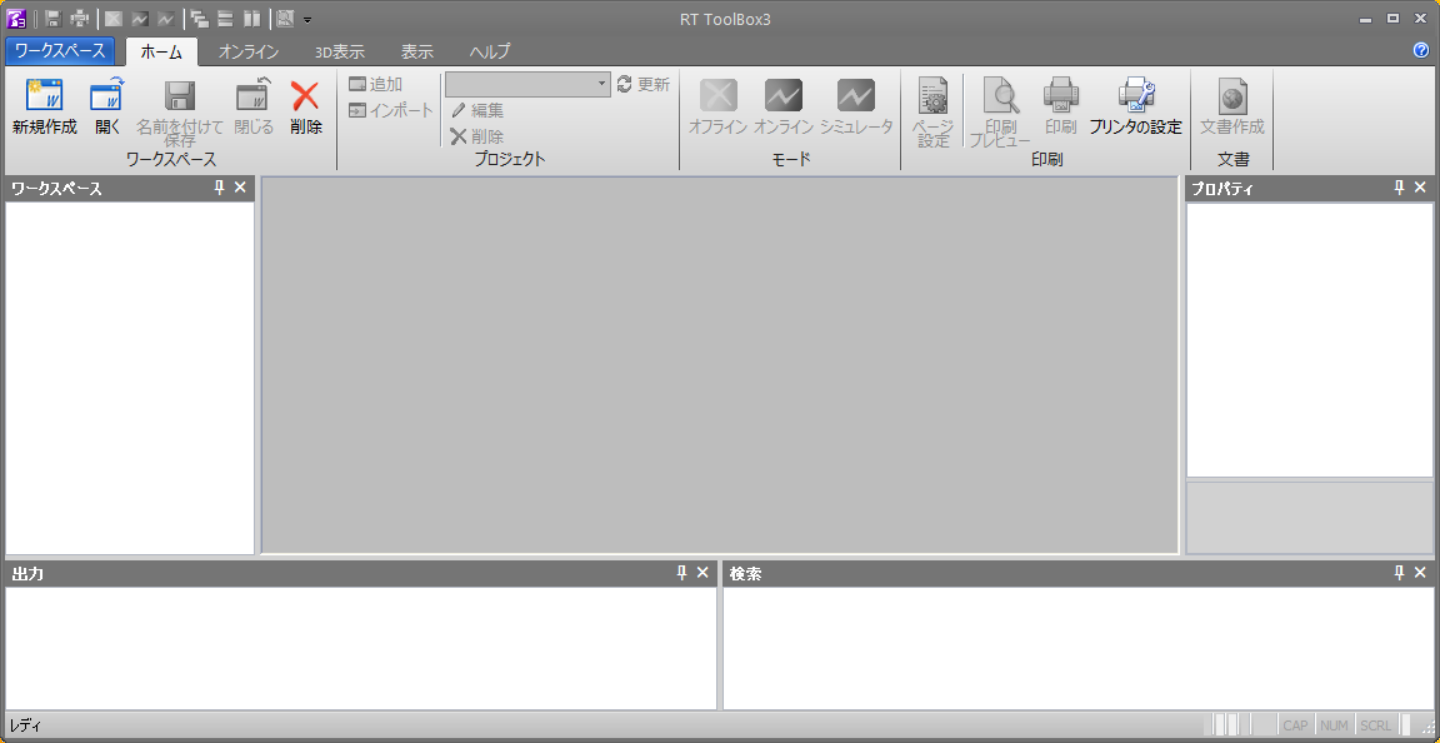 RT ToolBox3
ワークスペース ホーム オンライン 3D表示 表示 ヘルプ
新規作成 開く 名前を付けて保存 閉じる 削除
ワークスペース
追加
インポート
更新
編集
削除
プロジェクト
オフライン オンライン シミュレータ
モード
ページ設定 印刷プレビュー 印刷 プリンタの設定
印刷
文書作成
文書
ワークスペース
プロパティ
出力
検索
レディ
CAP NUM SCRL